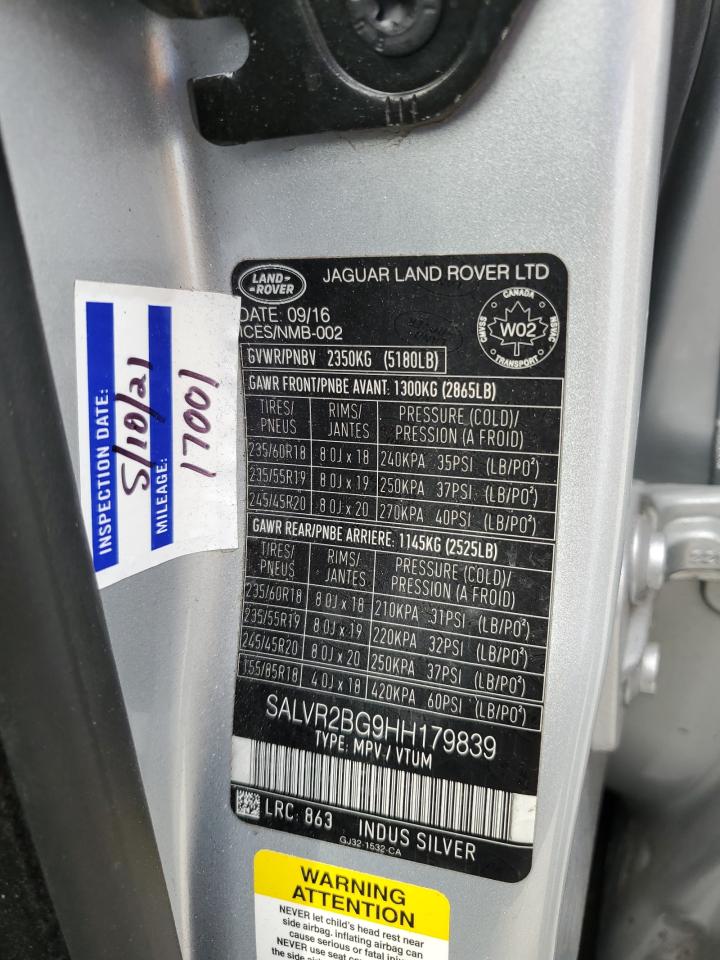 LAND-
-ROVER
JAGUAR LAND ROVER LTD
DATE: 09/16
ICES/NMB-002
CANADA
CMVSS
NSVAC
W02
TRANSPORT
GVWR/PNBV 2350KG (5180LB)
GAWR FRONT/PNBE AVANT: 1300KG (2865LB)
TIRES/ RIMS/ PRESSURE (COLD)/
PNEUS JANTES PRESSION (A FROID)
235/60R18 8.0J x 18 240KPA 35PSI (LB/PO²)
235/55R19 8.0J x 19 250KPA 37PSI (LB/PO²)
245/45R20 8.0J x 20 270KPA 40PSI (LB/PO²)
GAWR REAR/PNBE ARRIERE: 1145KG (2525LB)
TIRES/ RIMS/ PRESSURE (COLD)/
PNEUS JANTES PRESSION (A FROID)
235/60R18 8.0J x 18 210KPA 31PSI (LB/PO²)
235/55R19 8.0J x 19 220KPA 32PSI (LB/PO²)
245/45R20 8.0J x 20 250KPA 37PSI (LB/PO²)
155/85R18 4.0J x 18 420KPA 60PSI (LB/PO²)
SALVR2BG9HH179839
TYPE: MPV / VTUM
LRC: 863 INDUS SILVER
GJ32-1532-CA
INSPECTION DATE:
5/10/21
MILEAGE:
17001
WARNING
ATTENTION
NEVER let child's head rest near
side airbag. inflating airbag can
cause serious or fatal
NEVER use seat
the side